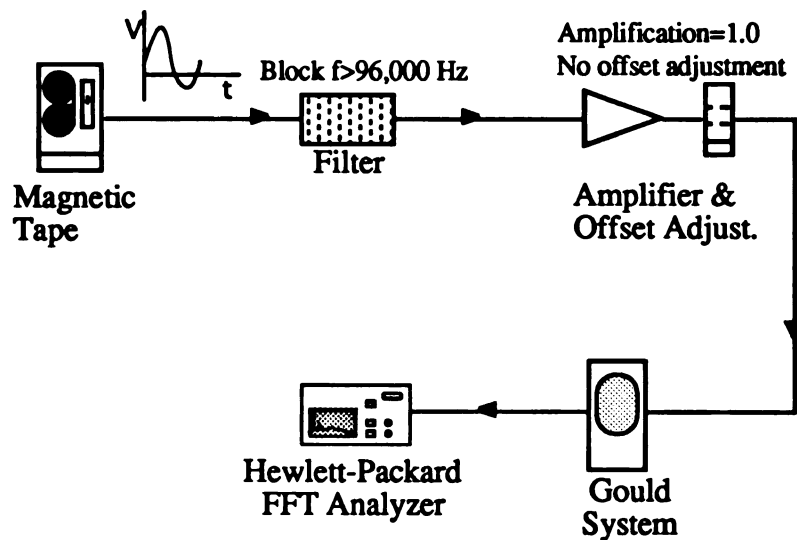 V
t
Block f>96,000 Hz
Amplification=1.0
No offset adjustment
Filter
Magnetic
Tape
Amplifier &
Offset Adjust.
Hewlett-Packard
FFT Analyzer
Gould
System